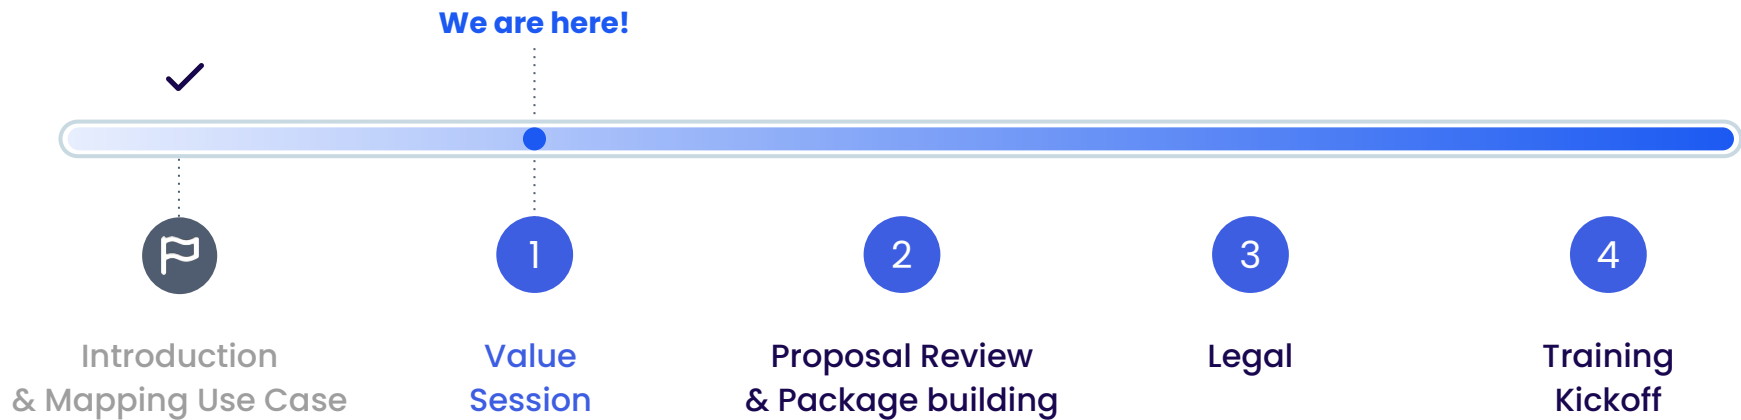 We are here!
1
2
3
4
Introduction
& Mapping Use Case
Value
Session
Proposal Review
& Package building
Legal
Training
Kickoff